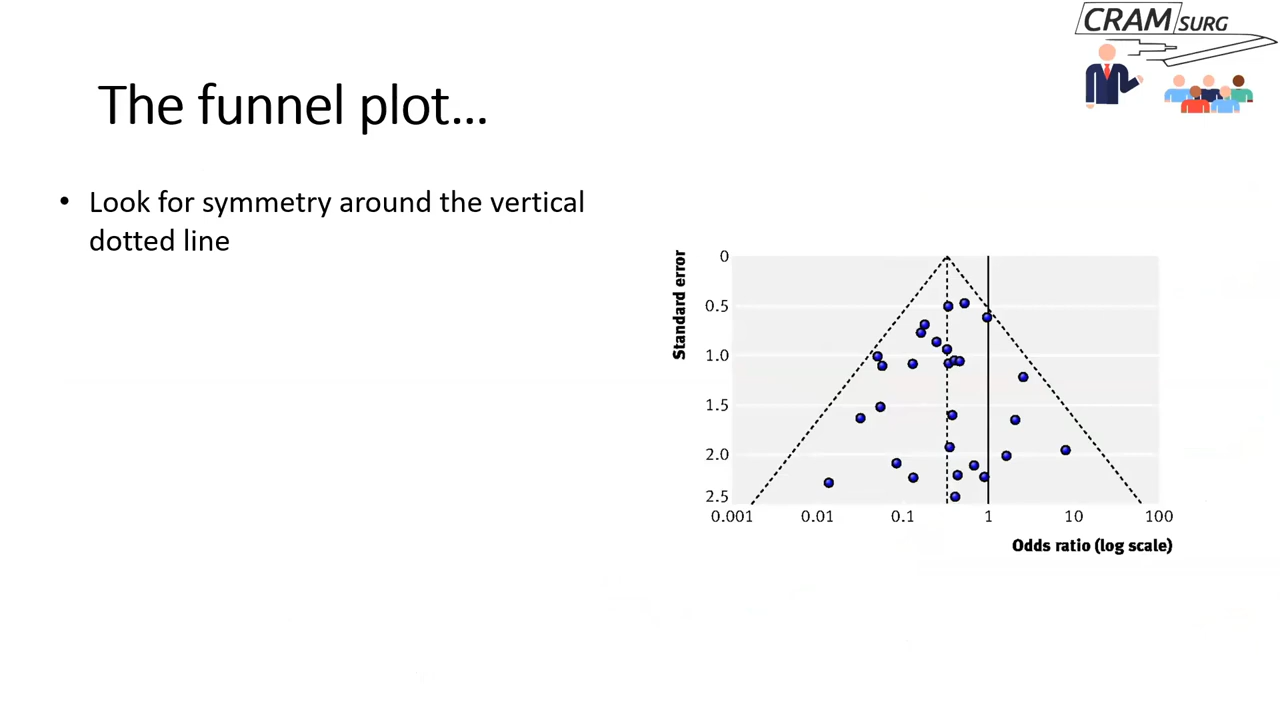 CRAM SURG
The funnel plot...
• Look for symmetry around the vertical
dotted line
Standard error
0
0.5
1.0
1.5
2.0
2.5
0.001 0.01 0.1 1 10 100
Odds ratio (log scale)